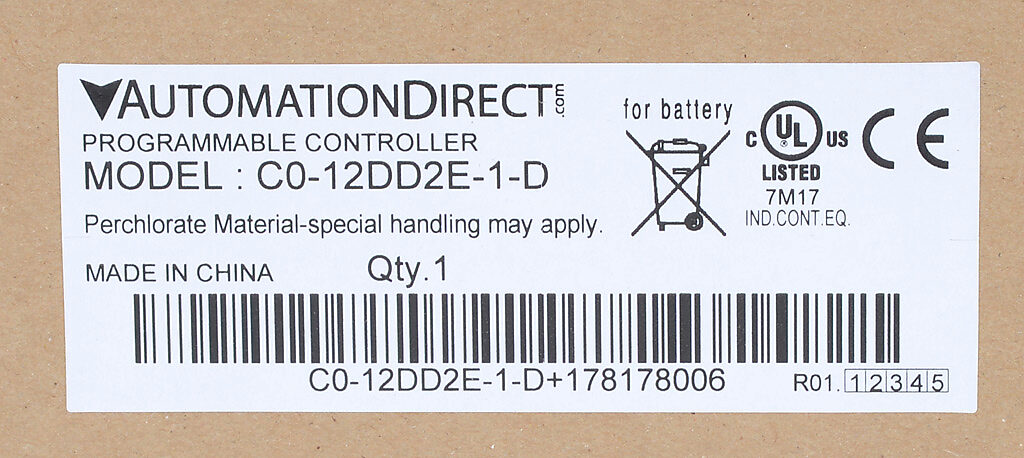 AUTOMATIONDIRECT.com
PROGRAMMABLE CONTROLLER
MODEL : C0-12DD2E-1-D
Perchlorate Material-special handling may apply.
MADE IN CHINA Qty.1
for battery
C UL ® US
LISTED
7M17
IND.CONT.EQ.
CE
C0-12DD2E-1-D+178178006
R01. 1 2 3 4 5